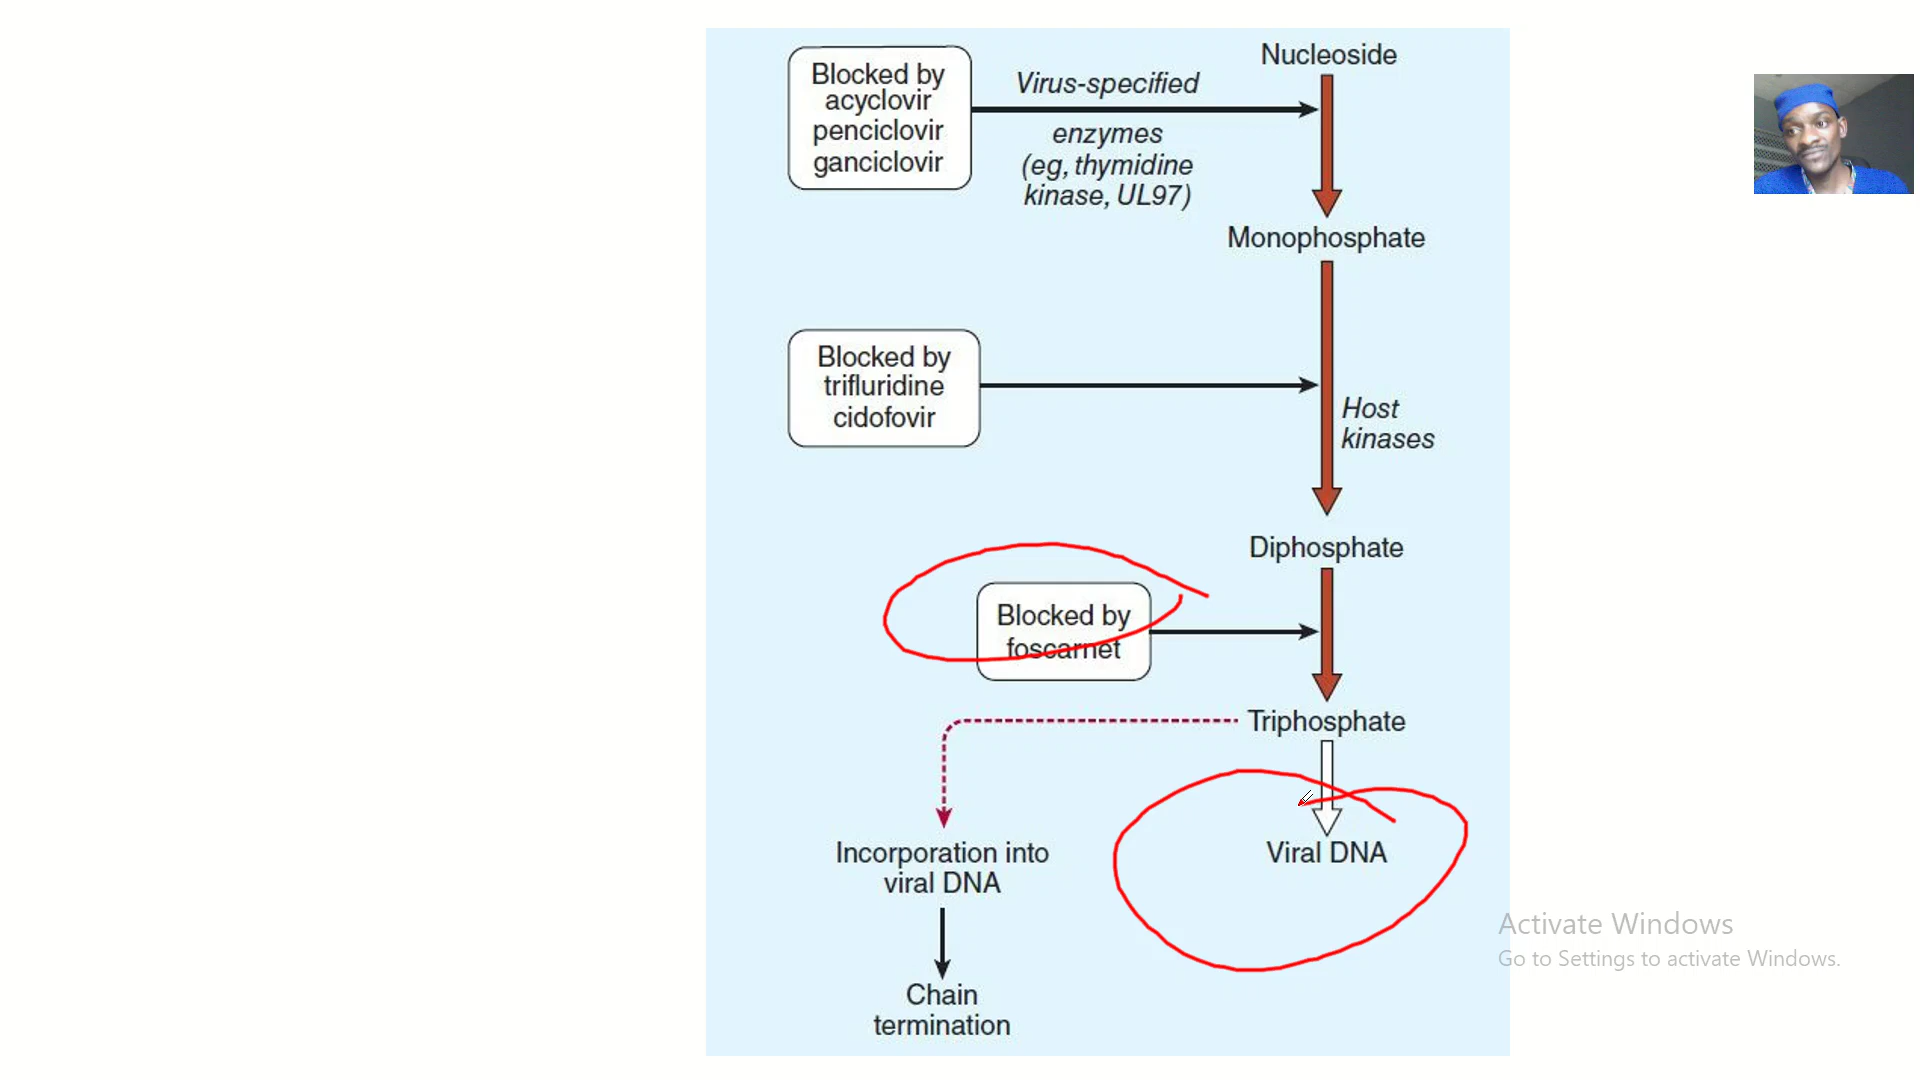 Nucleoside
Blocked by
acyclovir
penciclovir
ganciclovir
Virus-specified
enzymes
(eg, thymidine
kinase, UL97)
Monophosphate
Blocked by
trifluridine
cidofovir
Host
kinases
Diphosphate
Blocked by
foscarnet
Triphosphate
Incorporation into
viral DNA
Viral DNA
Chain
termination
Activate Windows
Go to Settings to activate Windows.